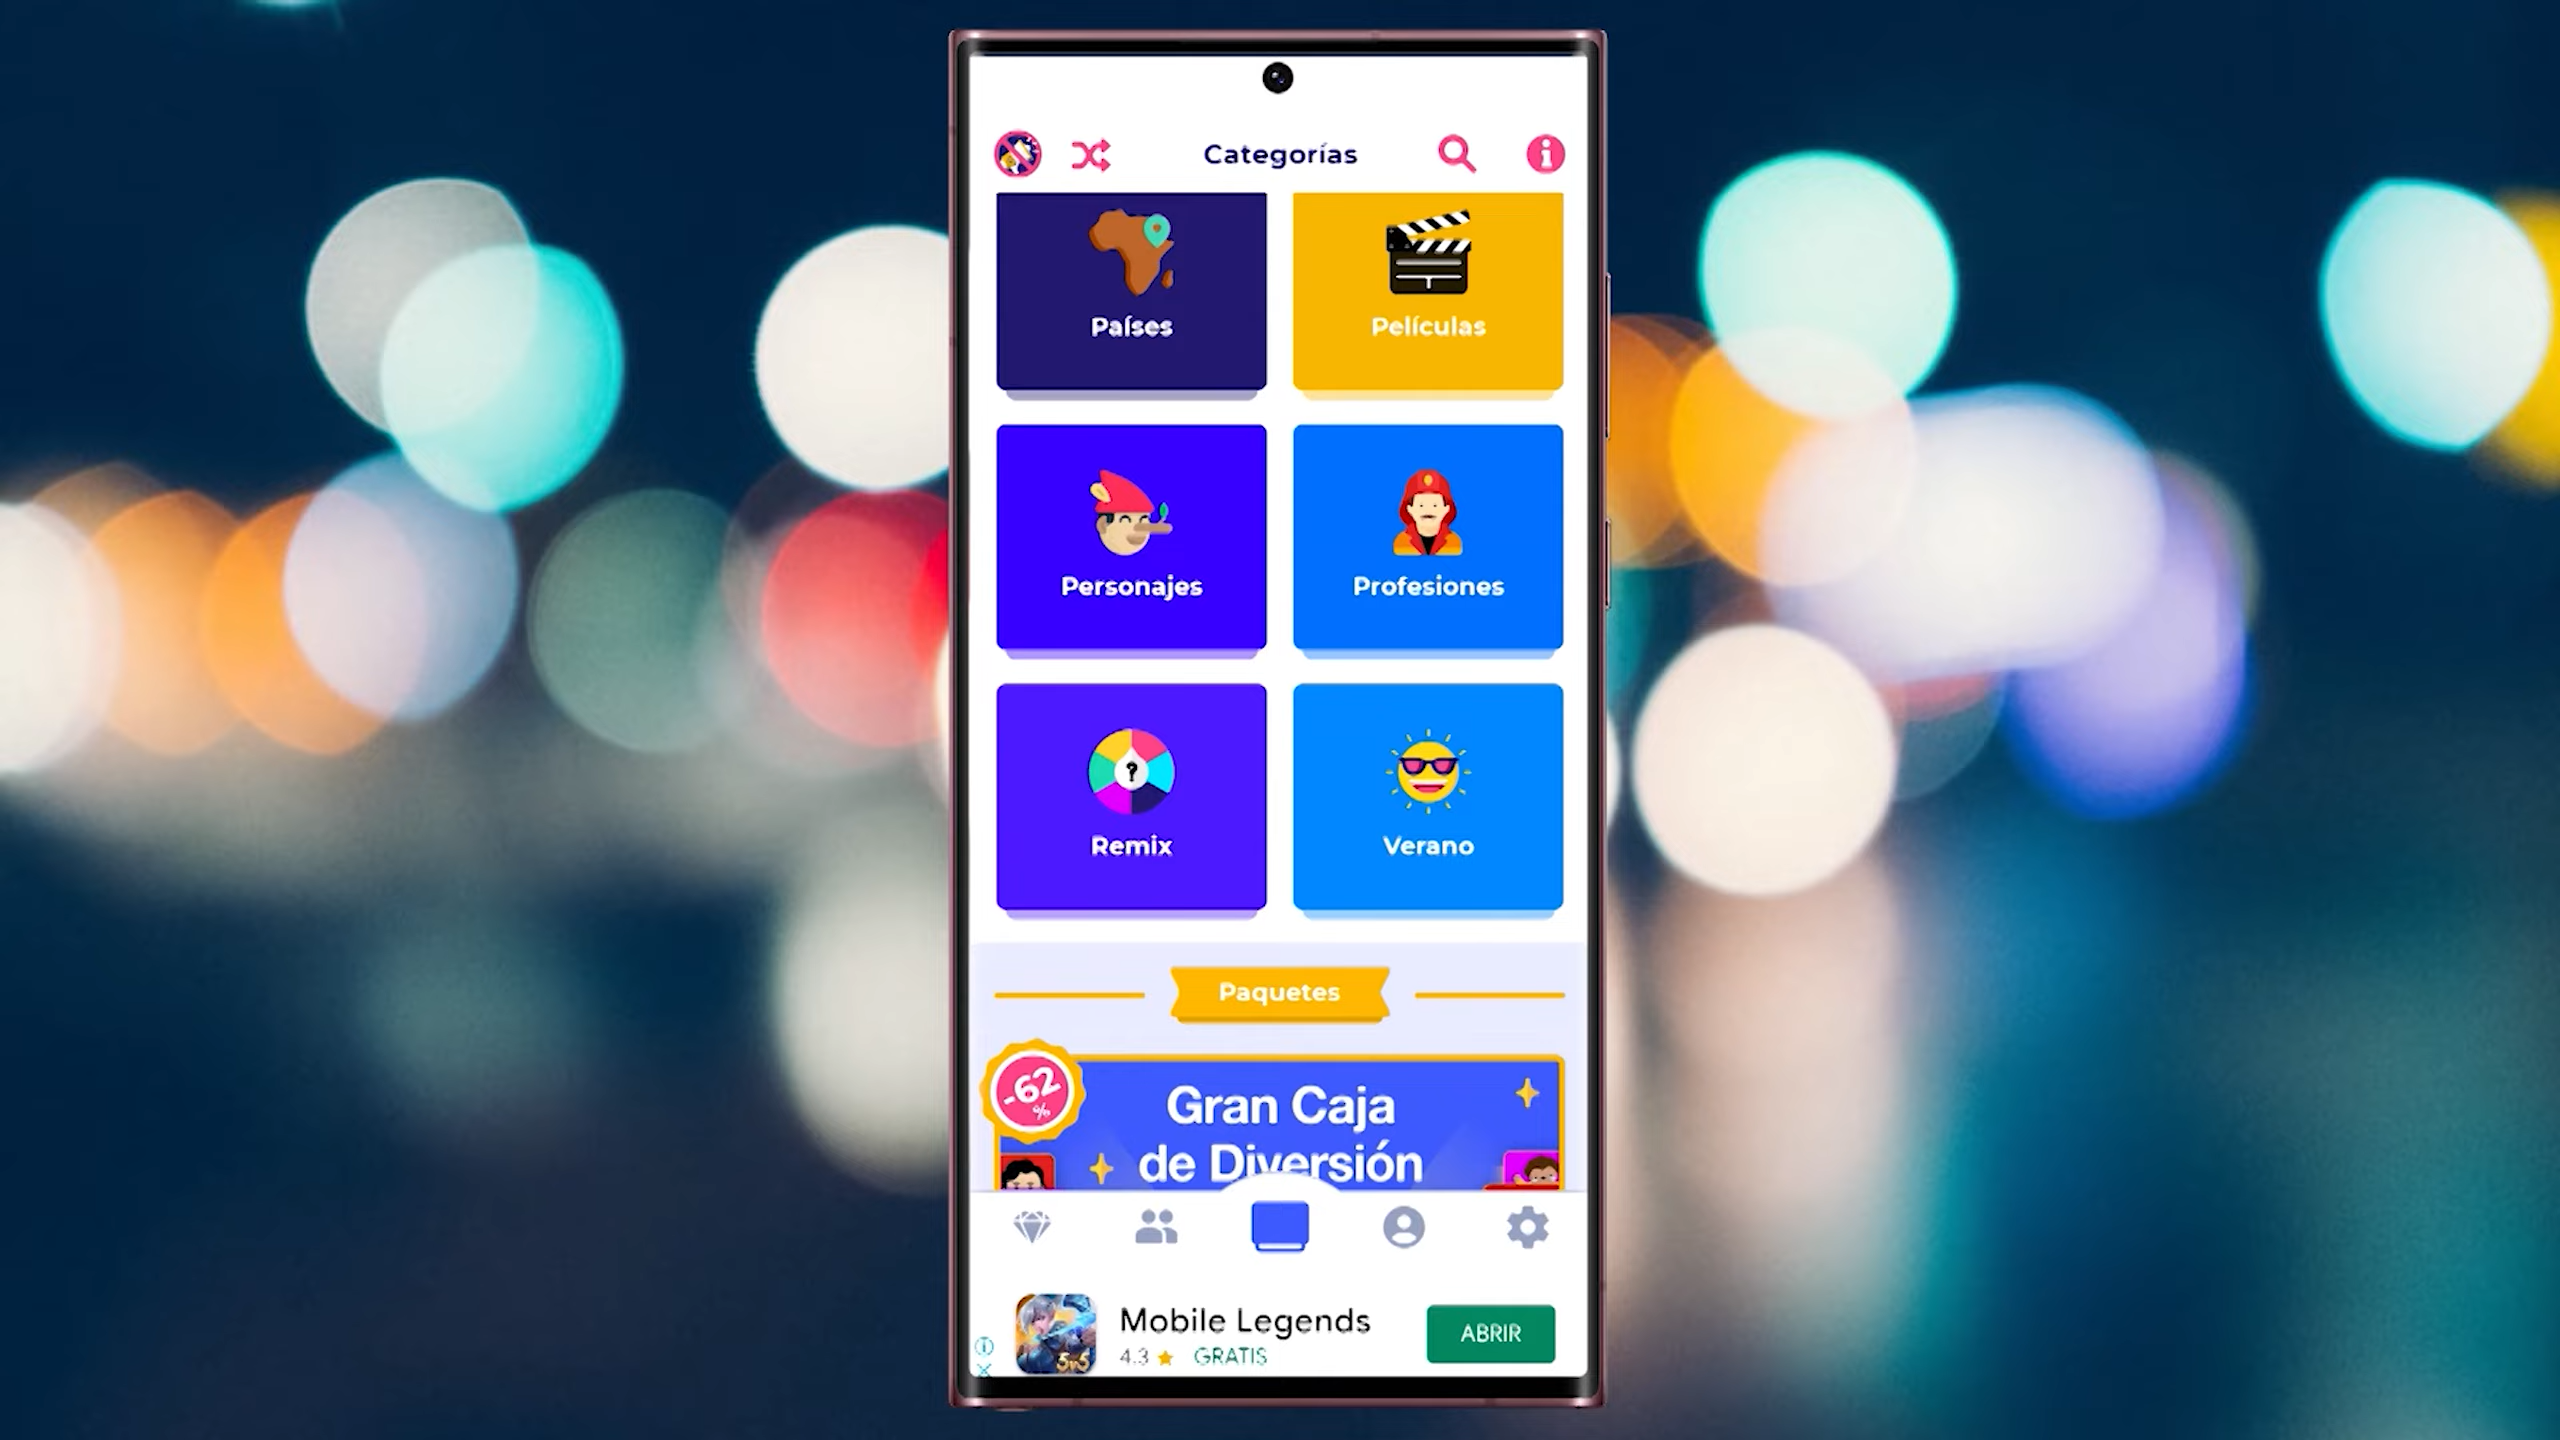 Categorías
Países
Películas
Personajes
Profesiones
?
Remix
Verano
Paquetes
-62
%
Gran Caja
de Diversión
5v5
Mobile Legends
4.3 GRATIS
ABRIR